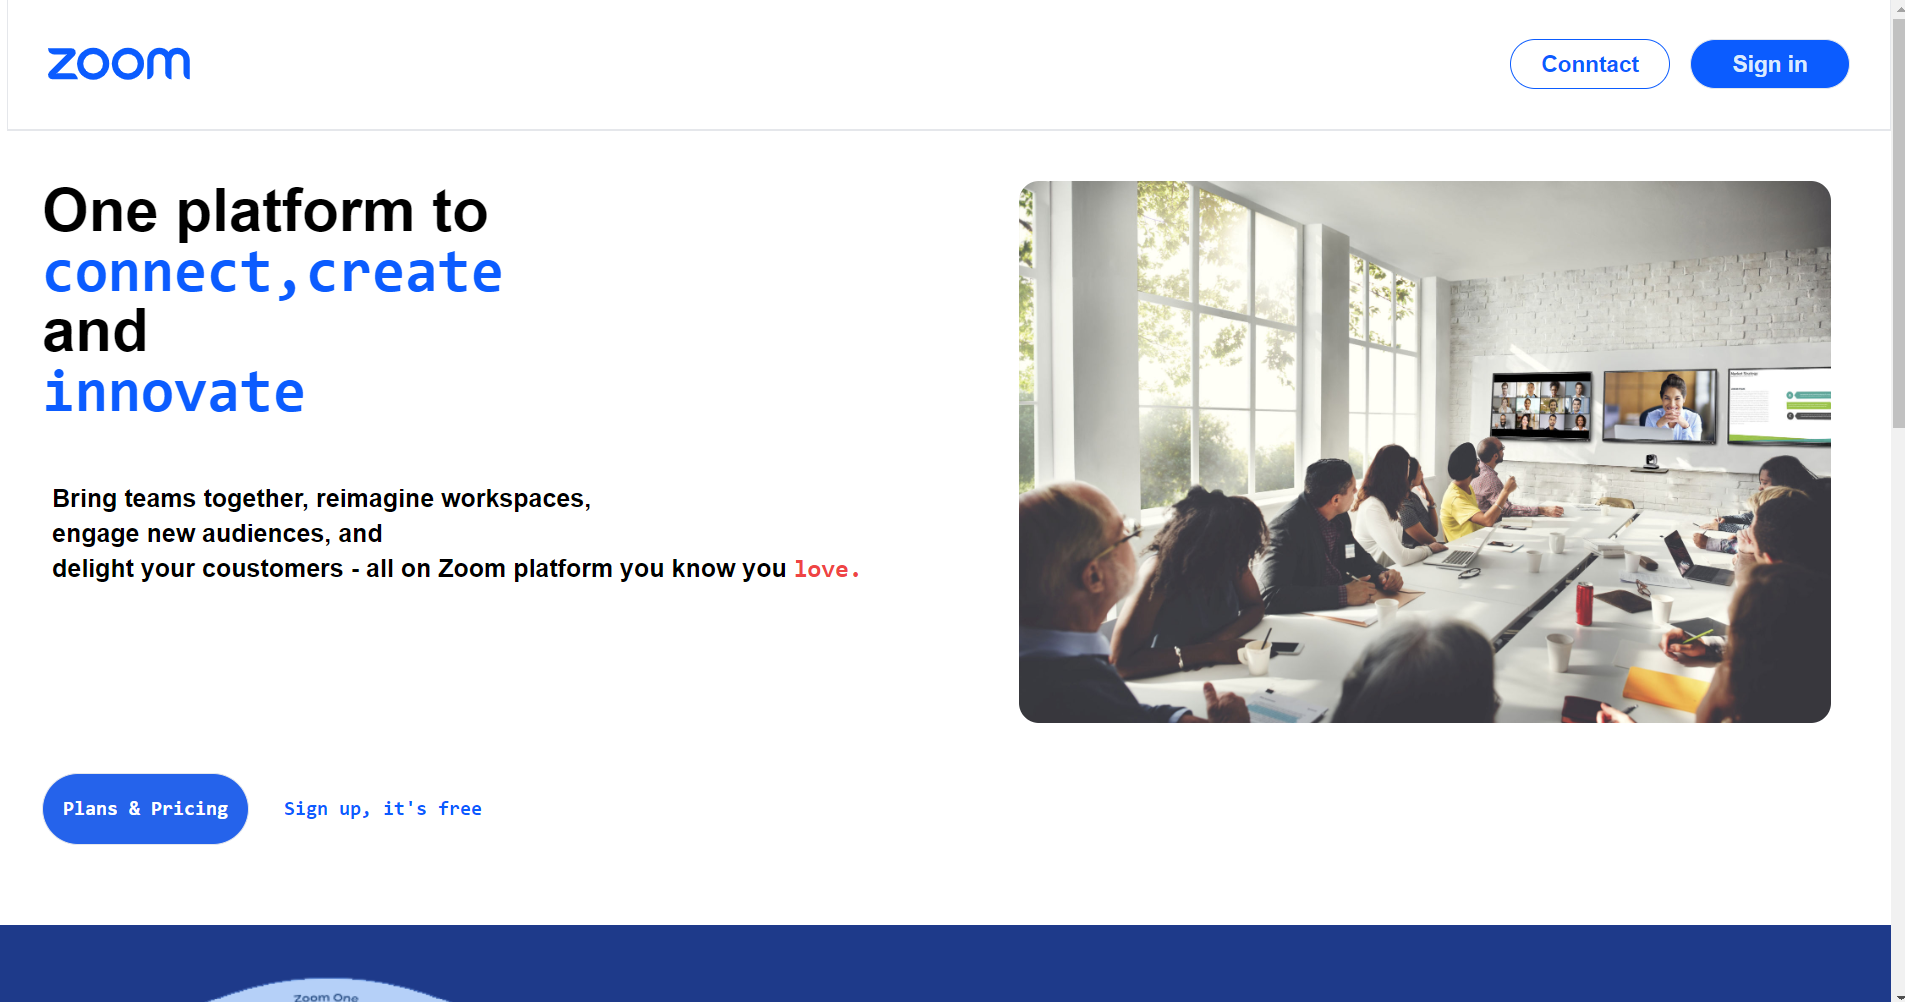 zoom
Conntact
Sign in
One platform to
connect,create
and
innovate
Bring teams together, reimagine workspaces,
engage new audiences, and
delight your coustomers - all on Zoom platform you know you love.
Plans & Pricing
Sign up, it's free
Zoom One